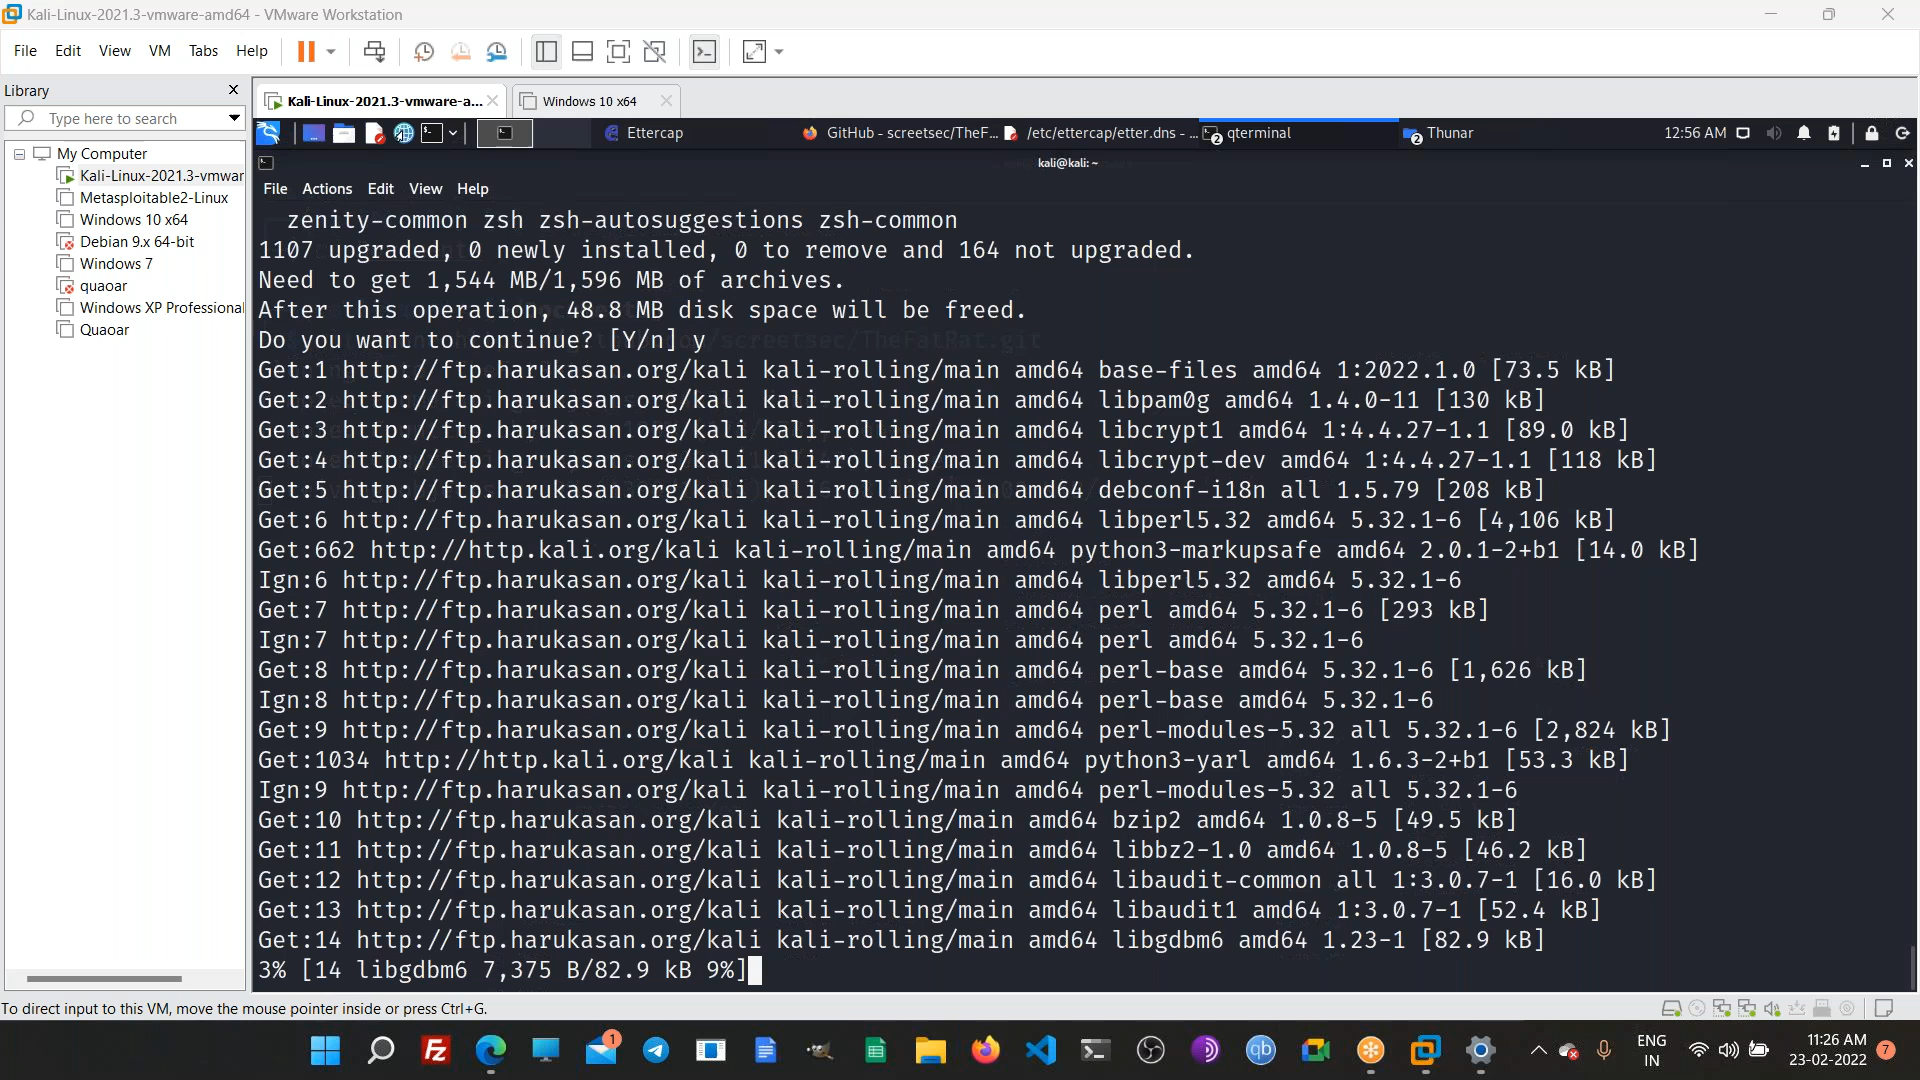 Kali-Linux-2021.3-vmware-amd64 - VMware Workstation
File Edit View VM Tabs Help
Library
Type here to search
My Computer
Kali-Linux-2021.3-vmwar
Metasploitable2-Linux
Windows 10 x64
Debian 9.x 64-bit
Windows 7
quaoar
Windows XP Professional
Quaoar
Kali-Linux-2021.3-vmware-a...
Windows 10 x64
Ettercap
GitHub - screetsec/TheF...
/etc/ettercap/etter.dns - ...
2 qterminal
2 Thunar
12:56 AM
kali@kali: ~
File Actions Edit View Help
zenity-common zsh zsh-autosuggestions zsh-common
1107 upgraded, 0 newly installed, 0 to remove and 164 not upgraded.
Need to get 1,544 MB/1,596 MB of archives.
After this operation, 48.8 MB disk space will be freed.
Do you want to continue? [Y/n] y
Get:1 http://ftp.harukasan.org/kali kali-rolling/main amd64 base-files amd64 1:2022.1.0 [73.5 kB]
Get:2 http://ftp.harukasan.org/kali kali-rolling/main amd64 libpam0g amd64 1.4.0-11 [130 kB]
Get:3 http://ftp.harukasan.org/kali kali-rolling/main amd64 libcrypt1 amd64 1:4.4.27-1.1 [89.0 kB]
Get:4 http://ftp.harukasan.org/kali kali-rolling/main amd64 libcrypt-dev amd64 1:4.4.27-1.1 [118 kB]
Get:5 http://ftp.harukasan.org/kali kali-rolling/main amd64 debconf-i18n all 1.5.79 [208 kB]
Get:6 http://ftp.harukasan.org/kali kali-rolling/main amd64 libperl5.32 amd64 5.32.1-6 [4,106 kB]
Get:662 http://http.kali.org/kali kali-rolling/main amd64 python3-markupsafe amd64 2.0.1-2+b1 [14.0 kB]
Ign:6 http://ftp.harukasan.org/kali kali-rolling/main amd64 libperl5.32 amd64 5.32.1-6
Get:7 http://ftp.harukasan.org/kali kali-rolling/main amd64 perl amd64 5.32.1-6 [293 kB]
Ign:7 http://ftp.harukasan.org/kali kali-rolling/main amd64 perl amd64 5.32.1-6
Get:8 http://ftp.harukasan.org/kali kali-rolling/main amd64 perl-base amd64 5.32.1-6 [1,626 kB]
Ign:8 http://ftp.harukasan.org/kali kali-rolling/main amd64 perl-base amd64 5.32.1-6
Get:9 http://ftp.harukasan.org/kali kali-rolling/main amd64 perl-modules-5.32 all 5.32.1-6 [2,824 kB]
Get:1034 http://http.kali.org/kali kali-rolling/main amd64 python3-yarl amd64 1.6.3-2+b1 [53.3 kB]
Ign:9 http://ftp.harukasan.org/kali kali-rolling/main amd64 perl-modules-5.32 all 5.32.1-6
Get:10 http://ftp.harukasan.org/kali kali-rolling/main amd64 bzip2 amd64 1.0.8-5 [49.5 kB]
Get:11 http://ftp.harukasan.org/kali kali-rolling/main amd64 libbz2-1.0 amd64 1.0.8-5 [46.2 kB]
Get:12 http://ftp.harukasan.org/kali kali-rolling/main amd64 libaudit-common all 1:3.0.7-1 [16.0 kB]
Get:13 http://ftp.harukasan.org/kali kali-rolling/main amd64 libaudit1 amd64 1:3.0.7-1 [52.4 kB]
Get:14 http://ftp.harukasan.org/kali kali-rolling/main amd64 libgdbm6 amd64 1.23-1 [82.9 kB]
3% [14 libgdbm6 7,375 B/82.9 kB 9%]
To direct input to this VM, move the mouse pointer inside or press Ctrl+G.
Fz
1
qb
ENG
IN
11:26 AM
23-02-2022
7